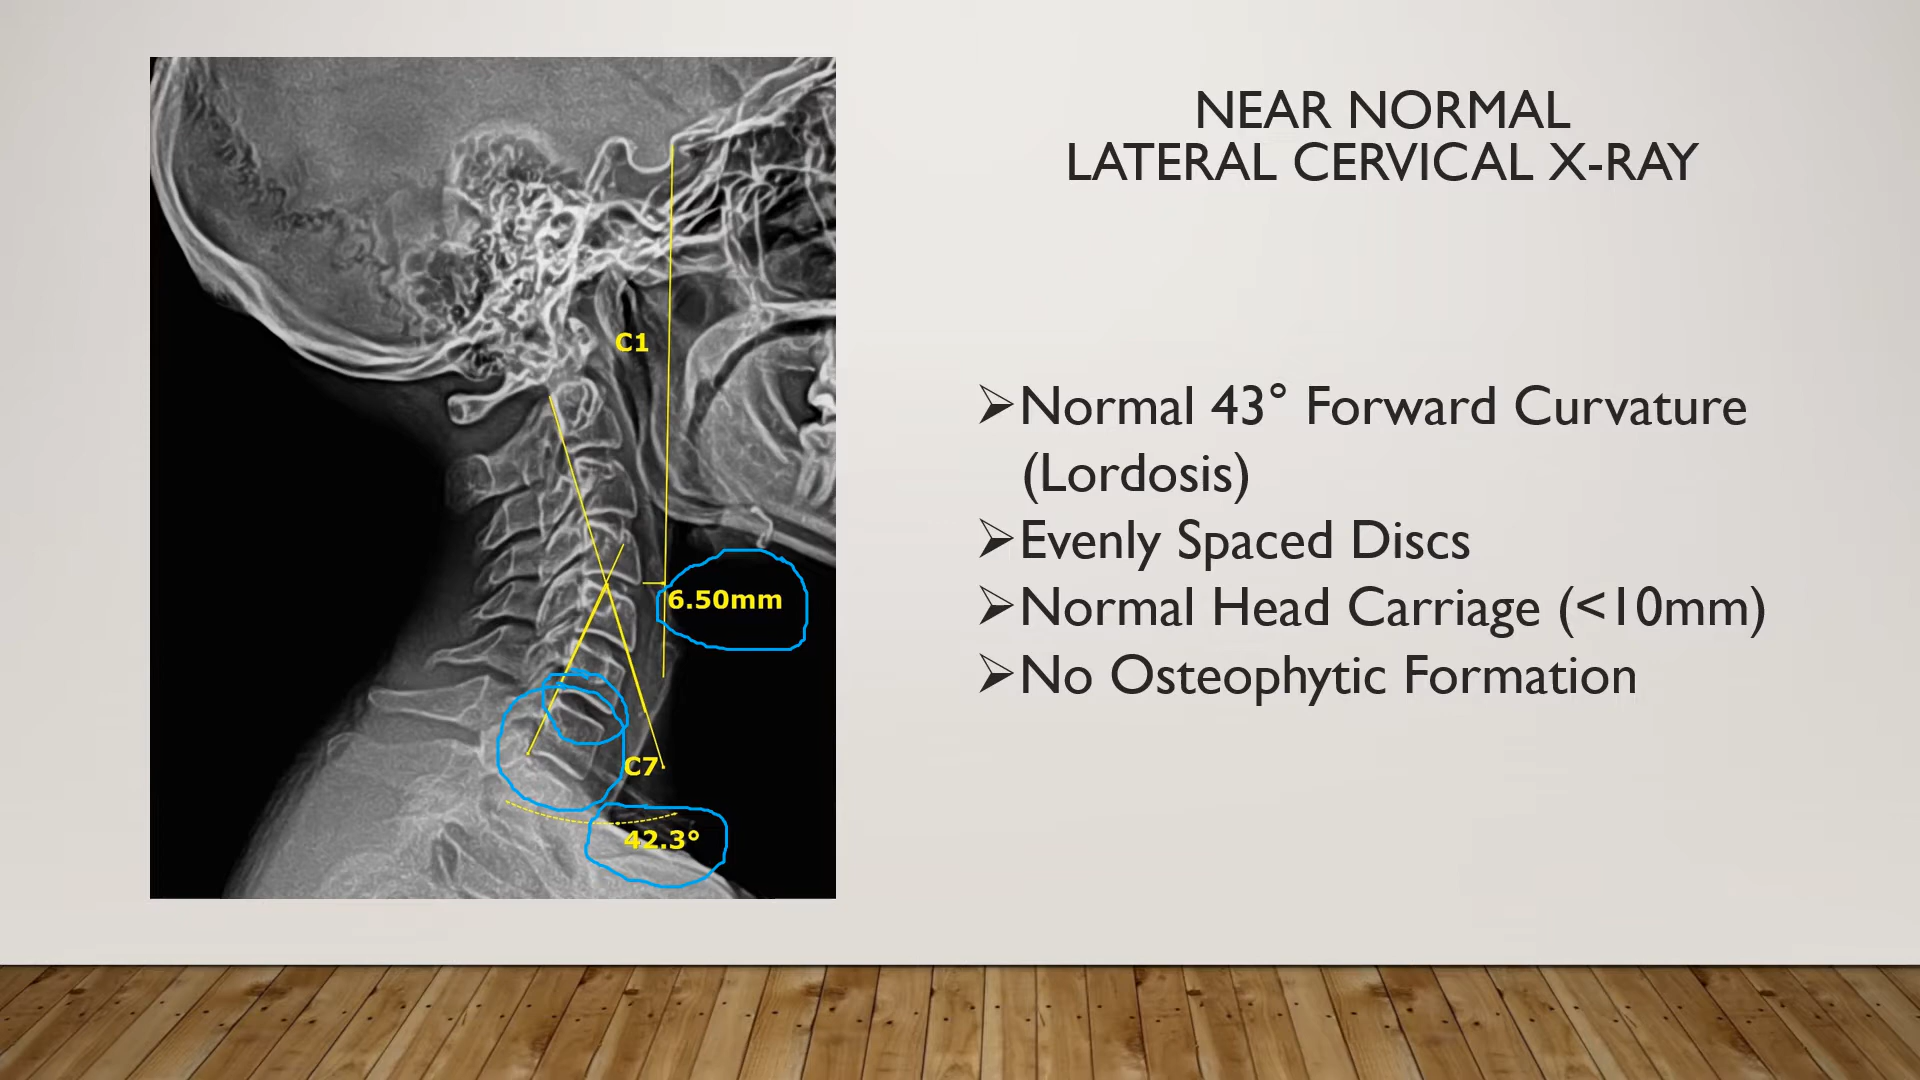 NEAR NORMAL
LATERAL CERVICAL X-RAY
C1
6.50mm
C7
42.3°
➢Normal 43° Forward Curvature
(Lordosis)
➢Evenly Spaced Discs
➢Normal Head Carriage (<10mm)
➢No Osteophytic Formation